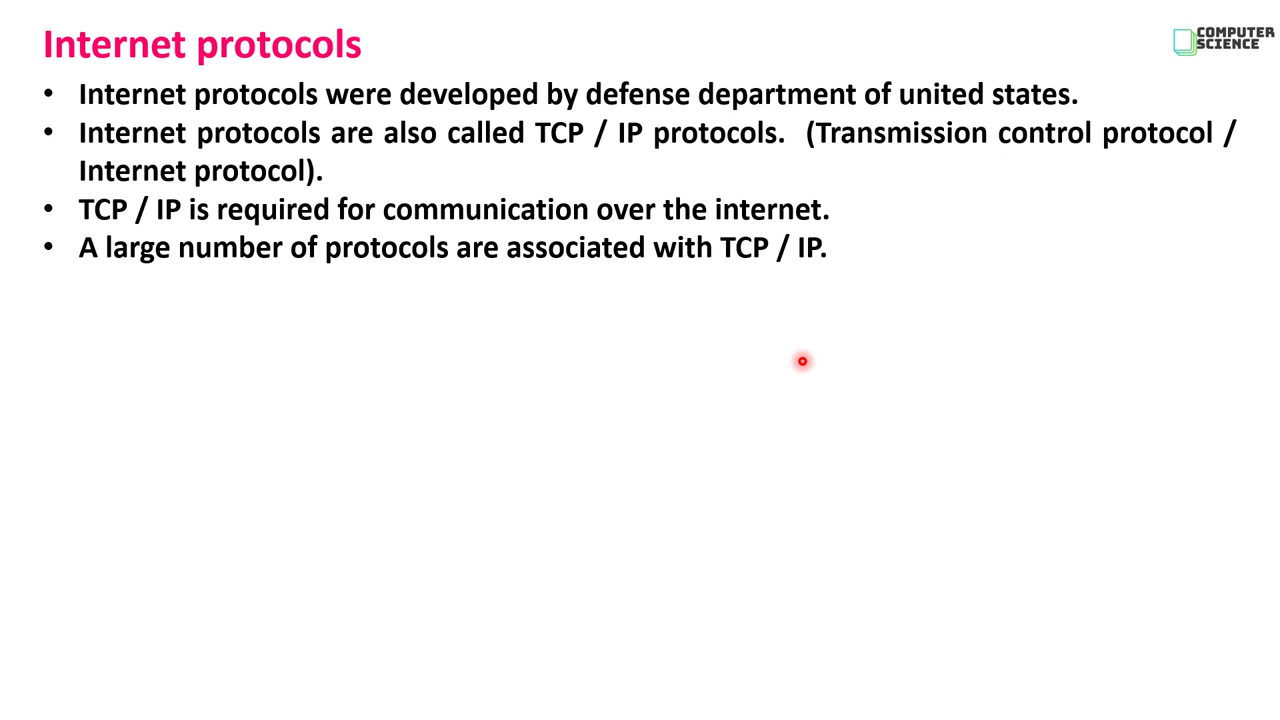 Internet protocols
COMPUTER
SCIENCE
• Internet protocols were developed by defense department of united states.
• Internet protocols are also called TCP / IP protocols. (Transmission control protocol /
Internet protocol).
• TCP / IP is required for communication over the internet.
• A large number of protocols are associated with TCP / IP.